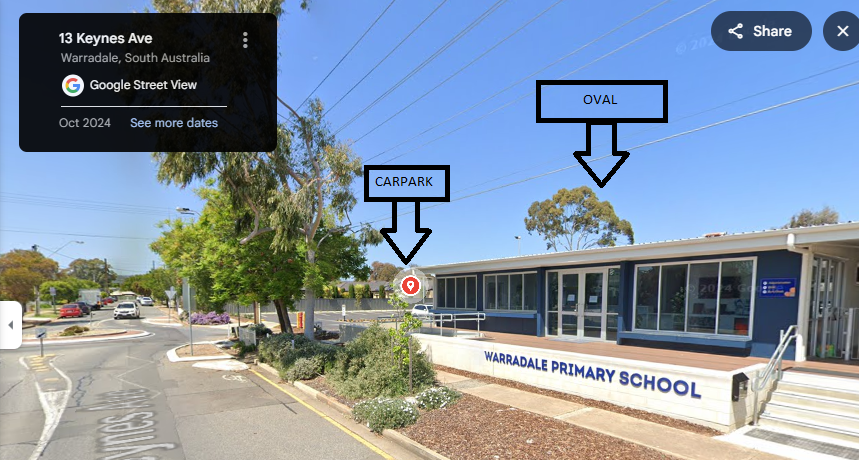 13 Keynes Ave
Warradale, South Australia
Google Street View
Oct 2024 See more dates
Share
OVAL
CARPARK
WARRADALE PRIMARY SCHOOL